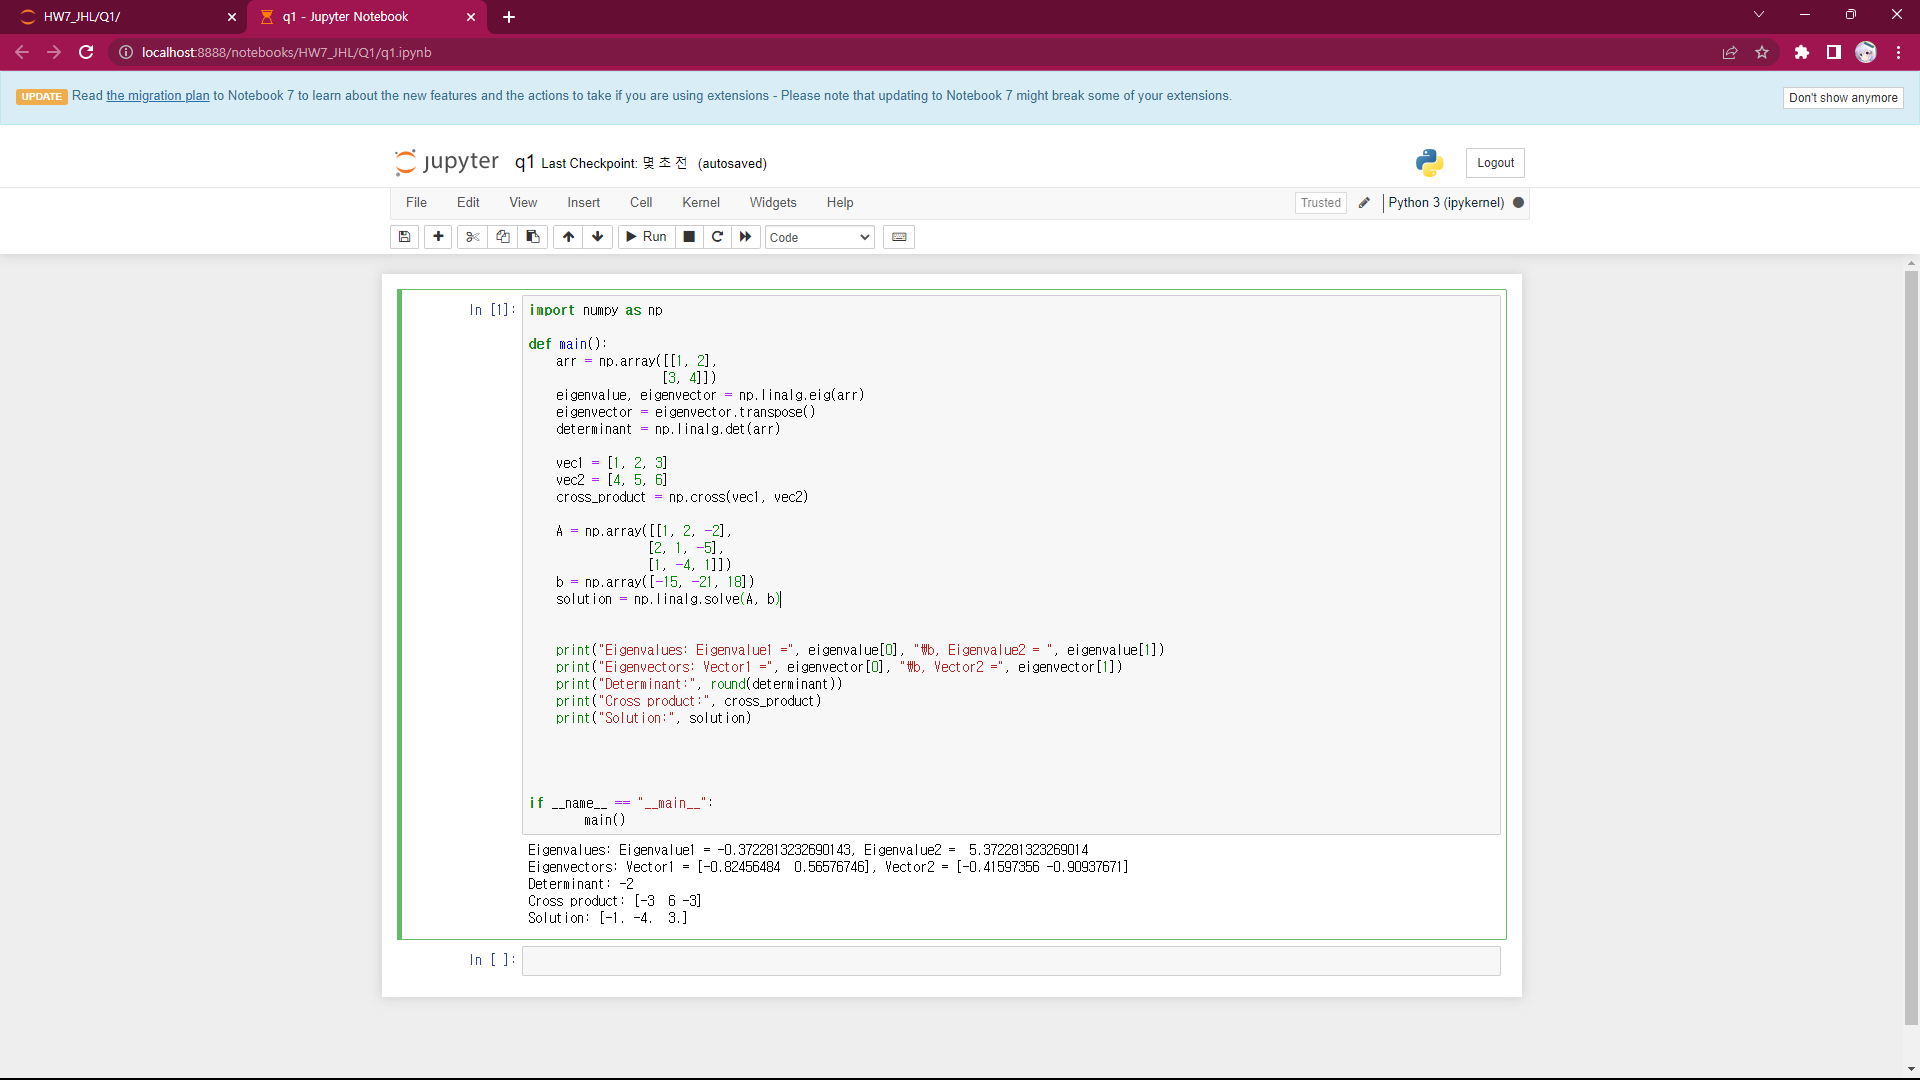 HW7_JHL/Q1/
q1 - Jupyter Notebook
localhost:8888/notebooks/HW7_JHL/Q1/q1.ipynb
UPDATE Read the migration plan to Notebook 7 to learn about the new features and the actions to take if you are using extensions - Please note that updating to Notebook 7 might break some of your extensions.
Don't show anymore
jupyter q1 Last Checkpoint: 몇 초 전 (autosaved)
Logout
File Edit View Insert Cell Kernel Widgets Help
Trusted Python 3 (ipykernel)
Run Code
In [1]: import numpy as np
def main():
    arr = np.array([[1, 2],
                   [3, 4]])
    eigenvalue, eigenvector = np.linalg.eig(arr)
    eigenvector = eigenvector.transpose()
    determinant = np.linalg.det(arr)
    vec1 = [1, 2, 3]
    vec2 = [4, 5, 6]
    cross_product = np.cross(vec1, vec2)
    A = np.array([[1, 2, -2],
                 [2, 1, -5],
                 [1, -4, 1]])
    b = np.array([-15, -21, 18])
    solution = np.linalg.solve(A, b)
    print("Eigenvalues: Eigenvalue1 =", eigenvalue[0], "₩b, Eigenvalue2 = ", eigenvalue[1])
    print("Eigenvectors: Vector1 =", eigenvector[0], "₩b, Vector2 =", eigenvector[1])
    print("Determinant:", round(determinant))
    print("Cross product:", cross_product)
    print("Solution:", solution)
if __name__ == "__main__":
        main()
Eigenvalues: Eigenvalue1 = -0.3722813232690143, Eigenvalue2 =  5.372281323269014
Eigenvectors: Vector1 = [-0.82456484  0.56576746], Vector2 = [-0.41597356 -0.90937671]
Determinant: -2
Cross product: [-3  6 -3]
Solution: [-1. -4.  3.]
In [ ]: